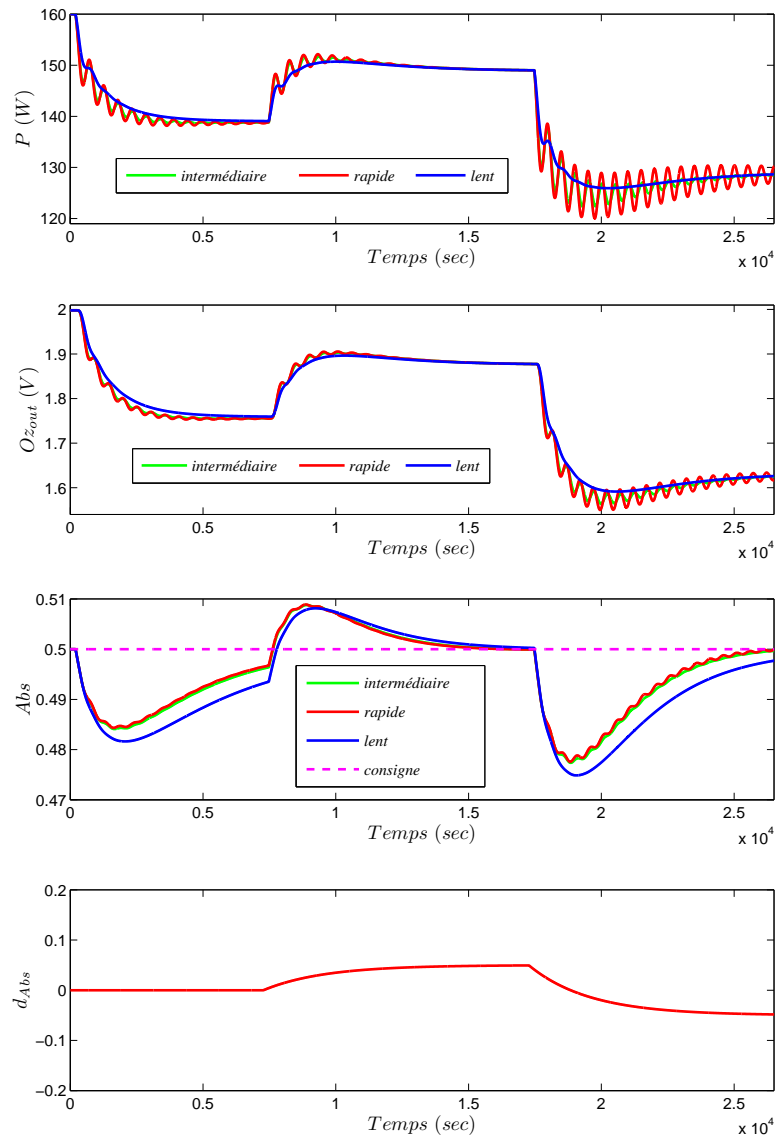 160
150
140
130
120
P (W)
intermédiaire rapide lent
0 0.5 1 1.5 2 2.5
Temps (sec)
x 10^4
2
1.9
1.8
1.7
1.6
Oz_out (V)
intermédiaire rapide lent
0 0.5 1 1.5 2 2.5
Temps (sec)
x 10^4
0.51
0.5
0.49
0.48
0.47
Abs
intermédiaire
rapide
lent
consigne
0 0.5 1 1.5 2 2.5
Temps (sec)
x 10^4
0.2
0.1
0
−0.1
−0.2
d_Abs
0 0.5 1 1.5 2 2.5
Temps (sec)
x 10^4